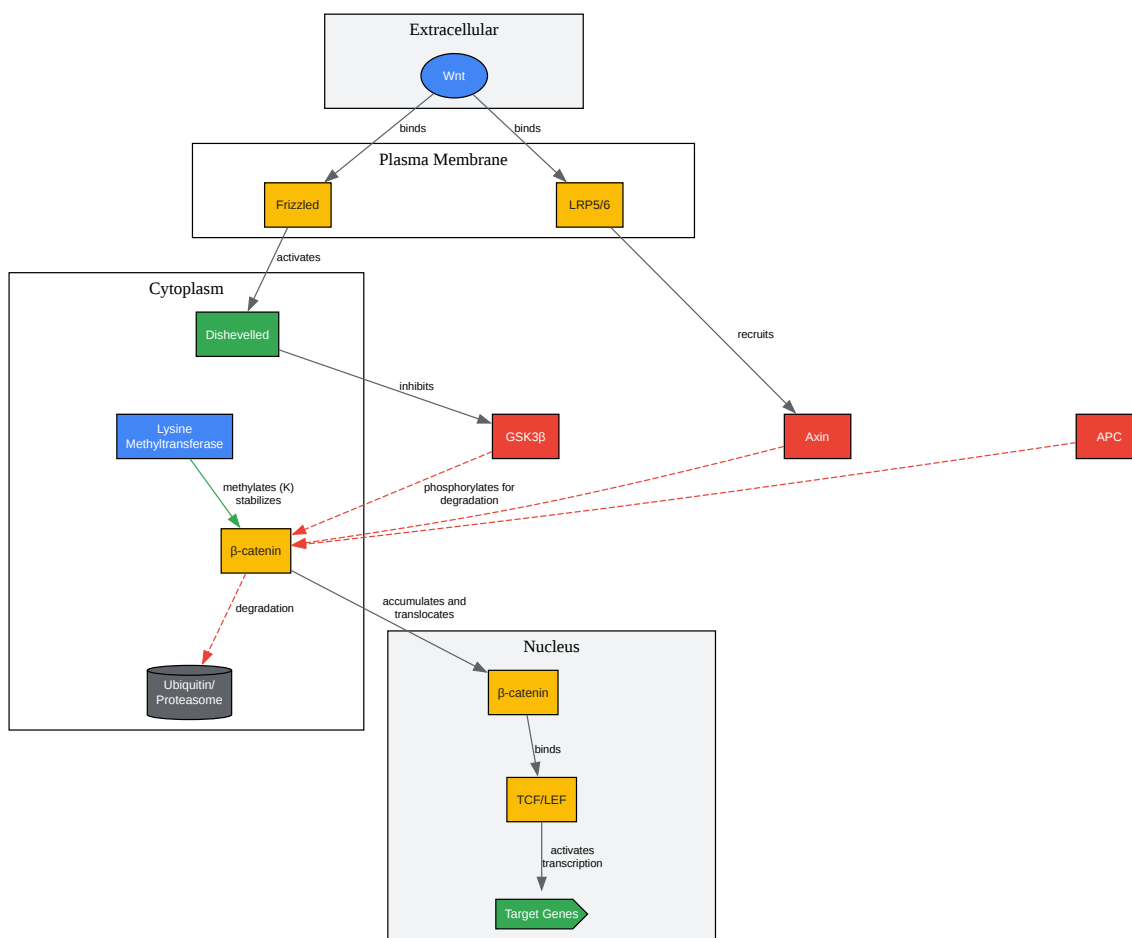 Extracellular
Wnt
binds
binds
Plasma Membrane
Frizzled
LRP5/6
activates
Cytoplasm
Dishevelled
recruits
inhibits
Lysine
Methyltransferase
GSK3β
Axin
APC
methylates (K)
stabilizes
phosphorylates for
degradation
β-catenin
accumulates and
translocates
degradation
Nucleus
Ubiquitin/
Proteasome
β-catenin
binds
TCF/LEF
activates
transcription
Target Genes